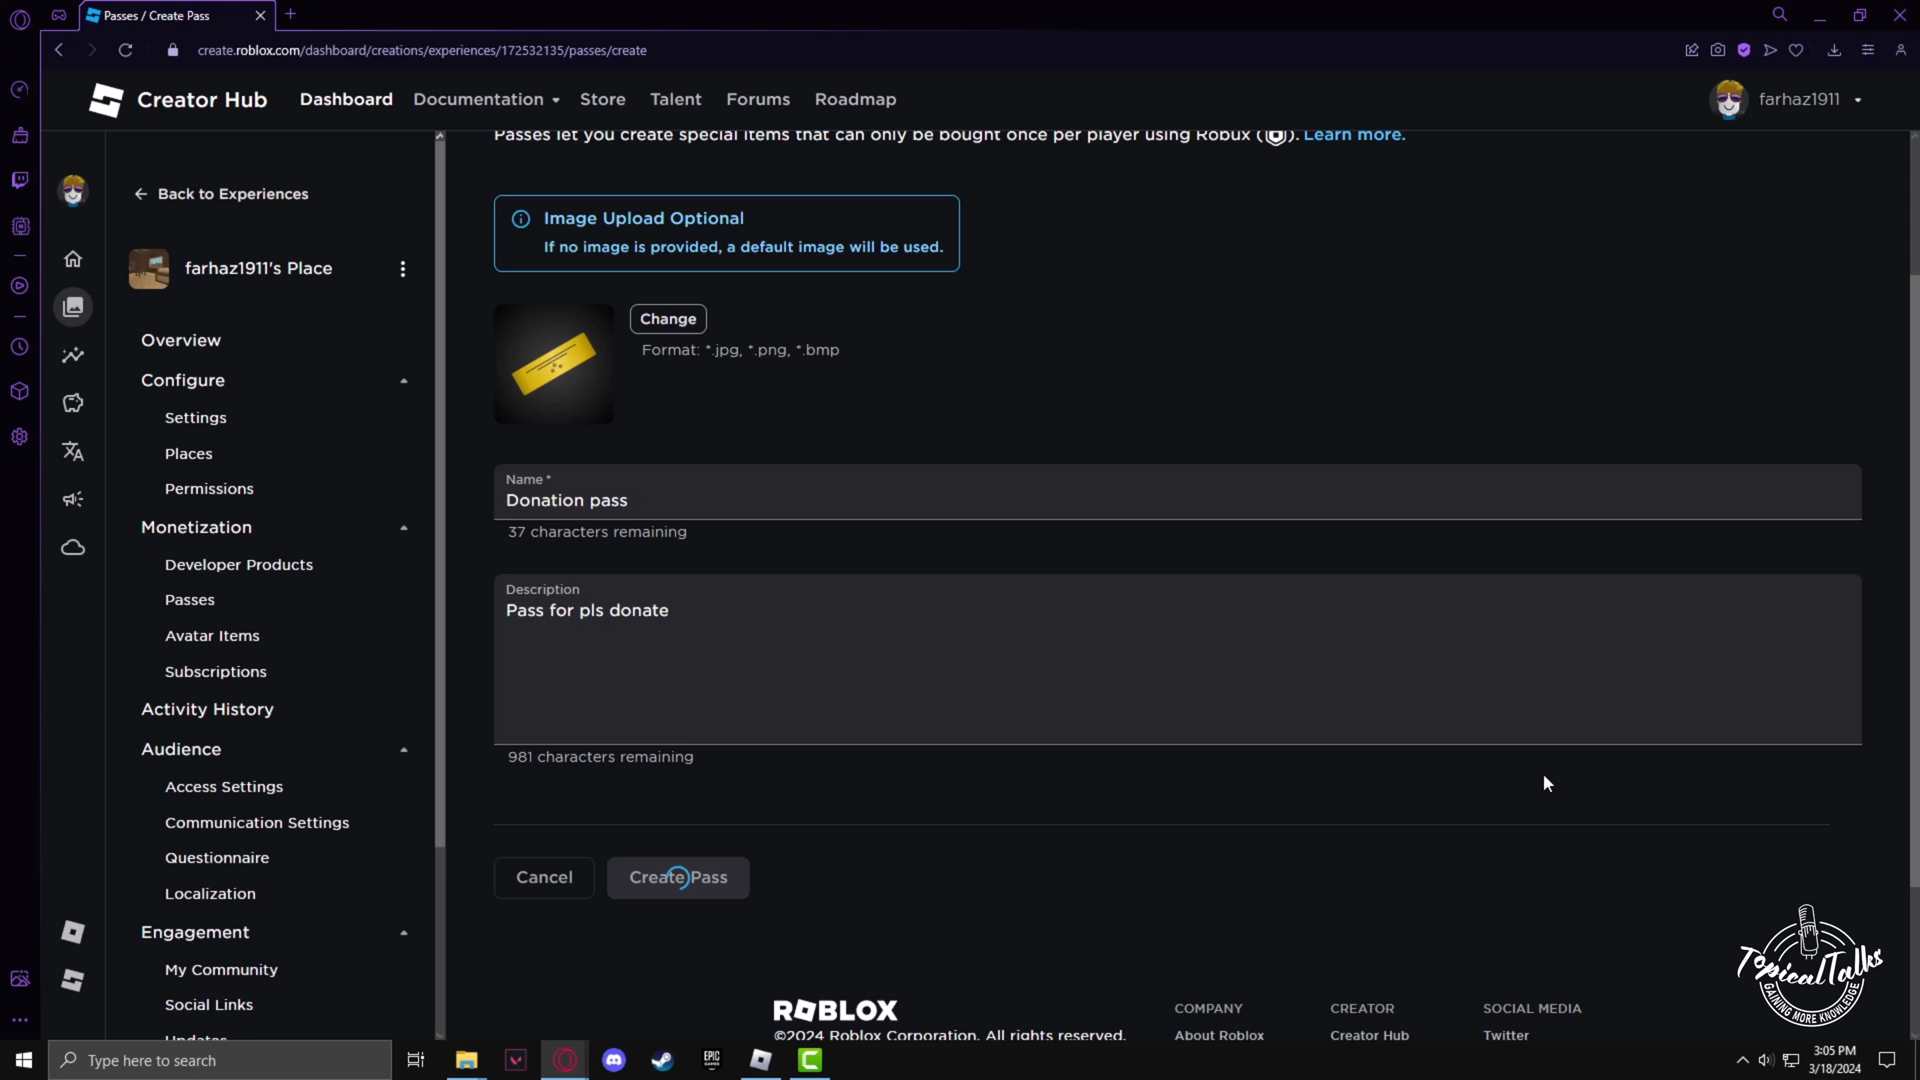 Passes / Create Pass
create.roblox.com/dashboard/creations/experiences/172532135/passes/create
Creator Hub
Dashboard
Documentation
Store
Talent
Forums
Roadmap
farhaz1911
Passes let you create special items that can only be bought once per player using Robux ( ). Learn more.
Back to Experiences
farhaz1911's Place
Overview
Configure
Settings
Places
Permissions
Monetization
Developer Products
Passes
Avatar Items
Subscriptions
Activity History
Audience
Access Settings
Communication Settings
Questionnaire
Localization
Engagement
My Community
Social Links
Updates
Image Upload Optional
If no image is provided, a default image will be used.
Change
Format: *.jpg, *.png, *.bmp
Name *
Donation pass
37 characters remaining
Description
Pass for pls donate
981 characters remaining
Cancel
Create Pass
ROBLOX
©2024 Roblox Corporation. All rights reserved.
COMPANY
About Roblox
CREATOR
Creator Hub
SOCIAL MEDIA
Twitter
TopicalTalks
GAINING MORE KNOWLEDGE
Type here to search
EPIC
GAMES
3:05 PM
3/18/2024